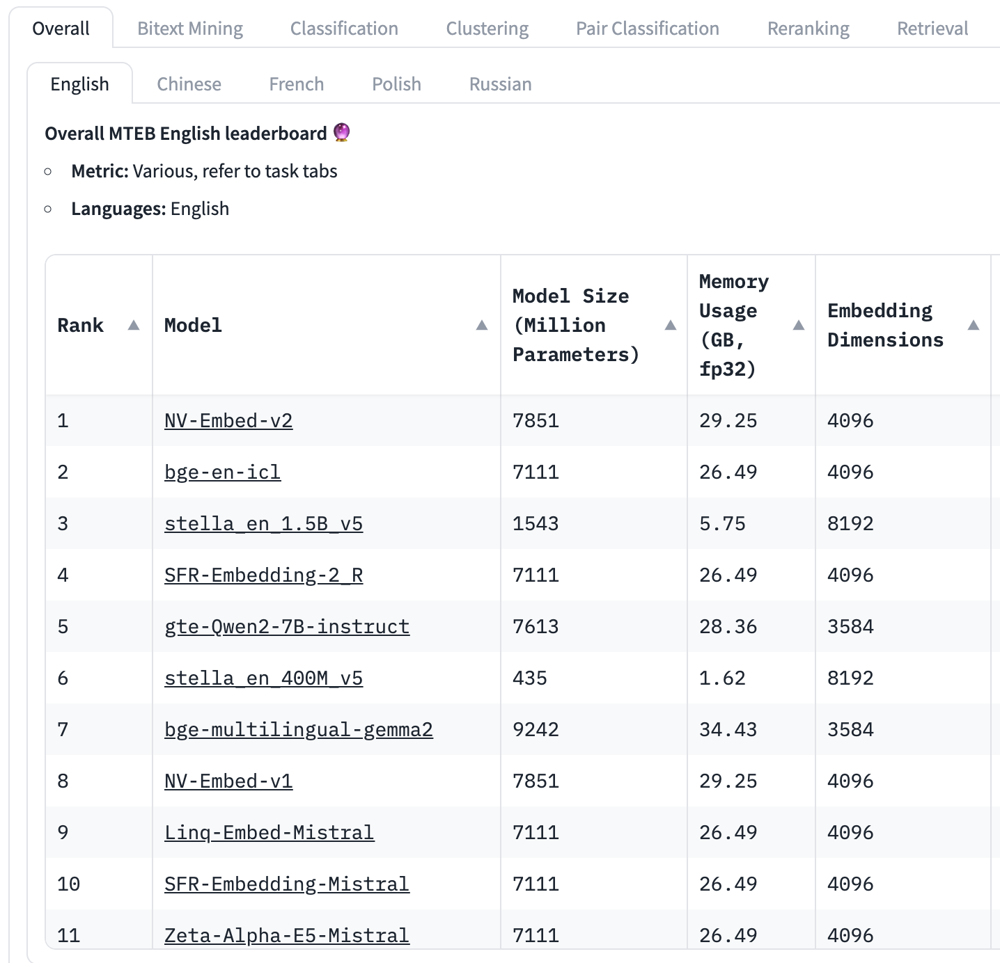 Overall Bitext Mining Classification Clustering Pair Classification Reranking Retrieval
English Chinese French Polish Russian
Overall MTEB English leaderboard 🔮
Metric: Various, refer to task tabs
Languages: English
Rank Model Model Size (Million Parameters) Memory Usage (GB, fp32) Embedding Dimensions
1 NV-Embed-v2 7851 29.25 4096
2 bge-en-icl 7111 26.49 4096
3 stella_en_1.5B_v5 1543 5.75 8192
4 SFR-Embedding-2_R 7111 26.49 4096
5 gte-Qwen2-7B-instruct 7613 28.36 3584
6 stella_en_400M_v5 435 1.62 8192
7 bge-multilingual-gemma2 9242 34.43 3584
8 NV-Embed-v1 7851 29.25 4096
9 Linq-Embed-Mistral 7111 26.49 4096
10 SFR-Embedding-Mistral 7111 26.49 4096
11 Zeta-Alpha-E5-Mistral 7111 26.49 4096